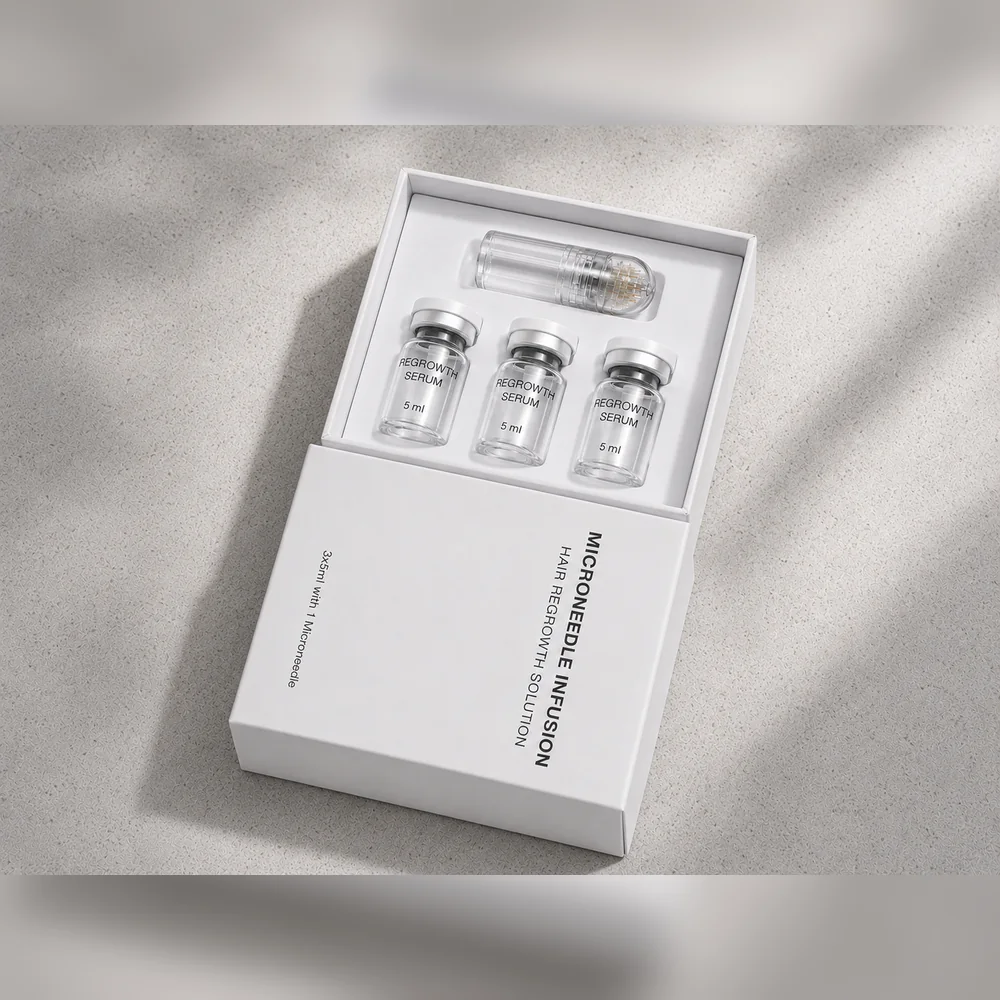 REGROWTH
SERUM
5 ml
REGROWTH
SERUM
5 ml
REGROWTH
SERUM
5 ml
MICRONEEDLE INFUSION
HAIR REGROWTH SOLUTION
3x5ml with 1 Microneedle